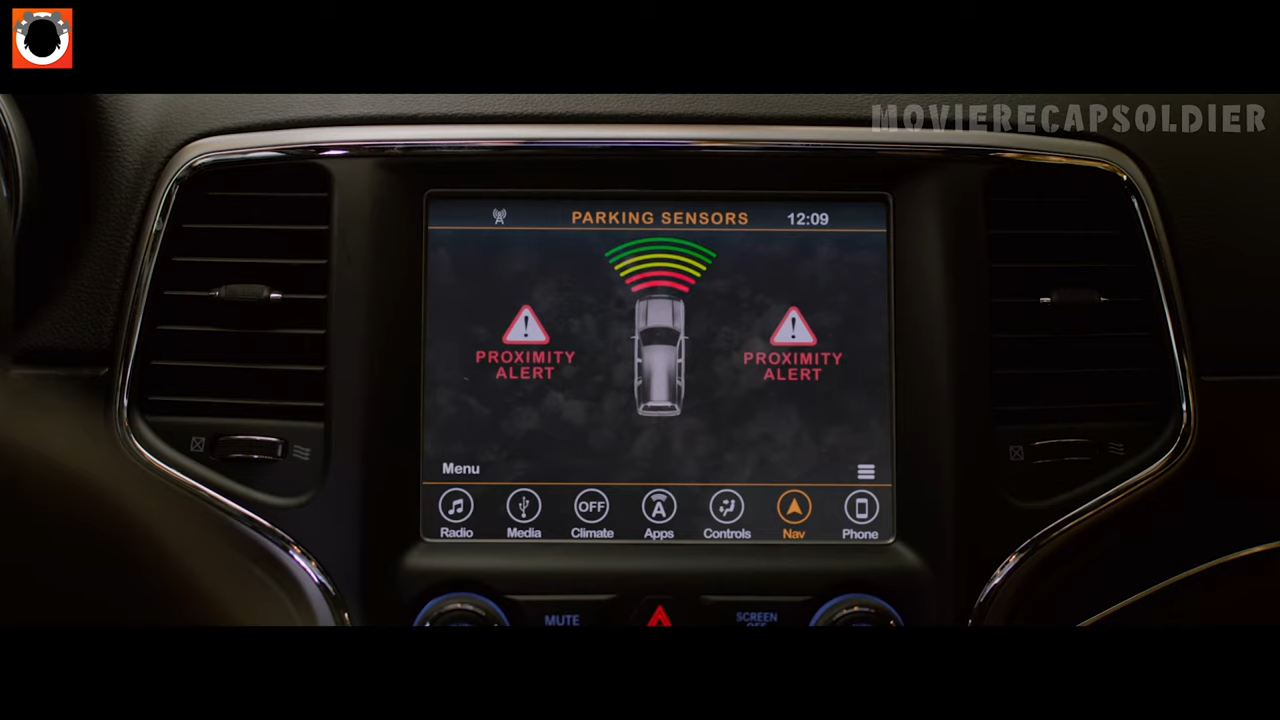 MOVIERECAPSOLDIER
PARKING SENSORS 12:09
PROXIMITY
ALERT
PROXIMITY
ALERT
Menu
OFF
A
Radio Media Climate Apps Controls Nav Phone
MUTE
SCREEN
OFF